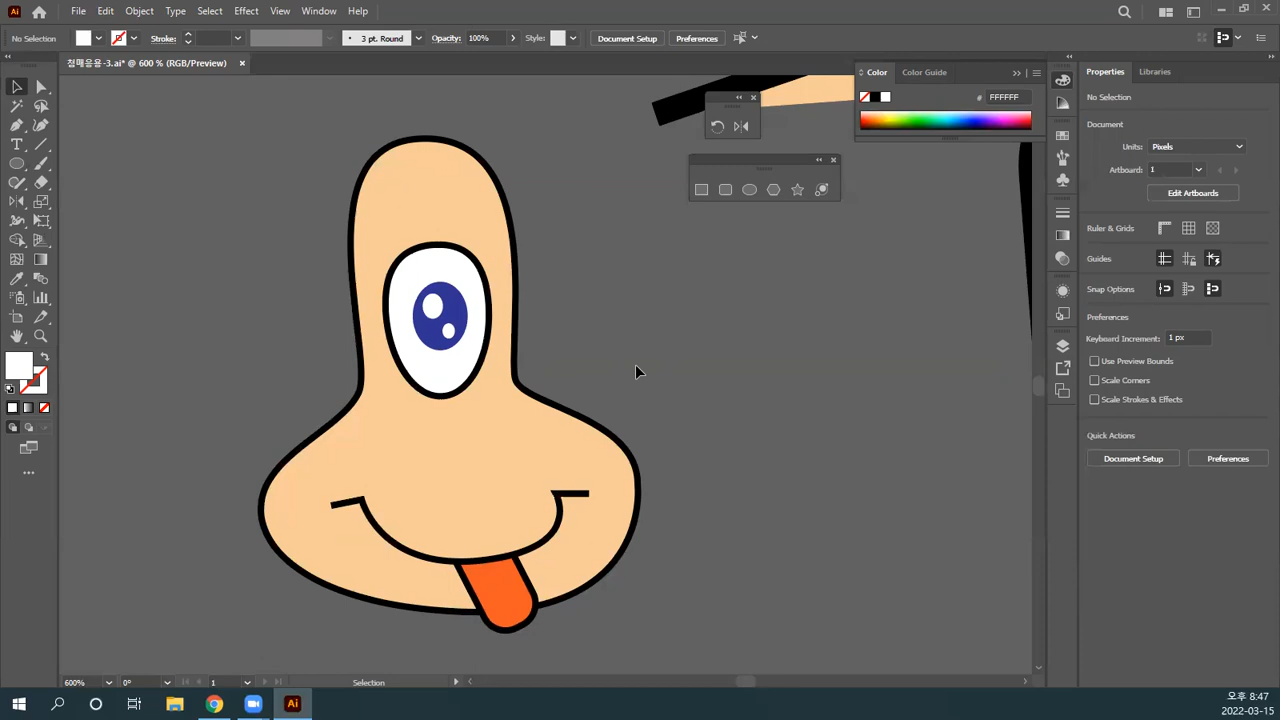 Ai File Edit Object Type Select Effect View Window Help
No Selection Stroke: 3 pt. Round Opacity: 100% Style: Document Setup Preferences
첨매응용-3.ai* @ 600 % (RGB/Preview)
Color Color Guide
# FFFFFF
Properties Libraries
No Selection
Document
Units: Pixels
Artboard: 1
Edit Artboards
Ruler & Grids
Guides
Snap Options
Preferences
Keyboard Increment: 1 px
Use Preview Bounds
Scale Corners
Scale Strokes & Effects
Quick Actions
Document Setup Preferences
600% 0° 1 Selection
Ai
오후 8:47
2022-03-15